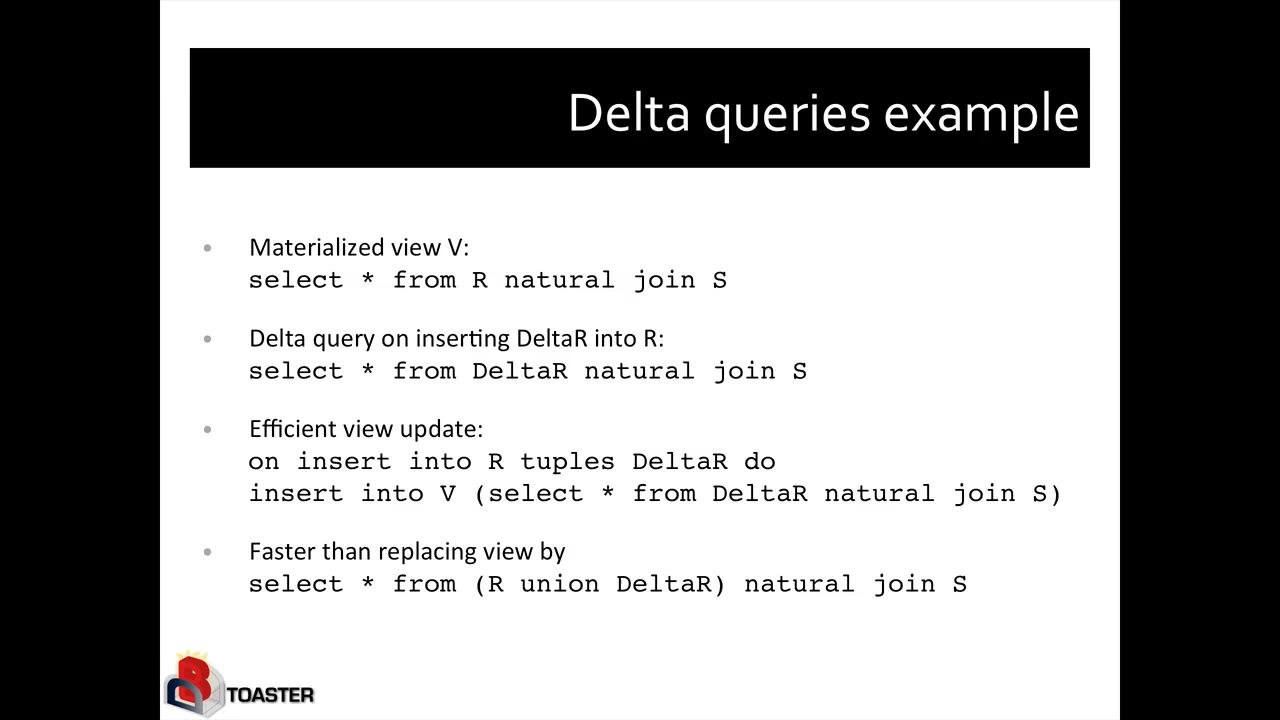 Delta queries example
• Materialized view V:
select * from R natural join S
• Delta query on inserting DeltaR into R:
select * from DeltaR natural join S
• Efficient view update:
on insert into R tuples DeltaR do
insert into V (select * from DeltaR natural join S)
• Faster than replacing view by
select * from (R union DeltaR) natural join S
DB TOASTER